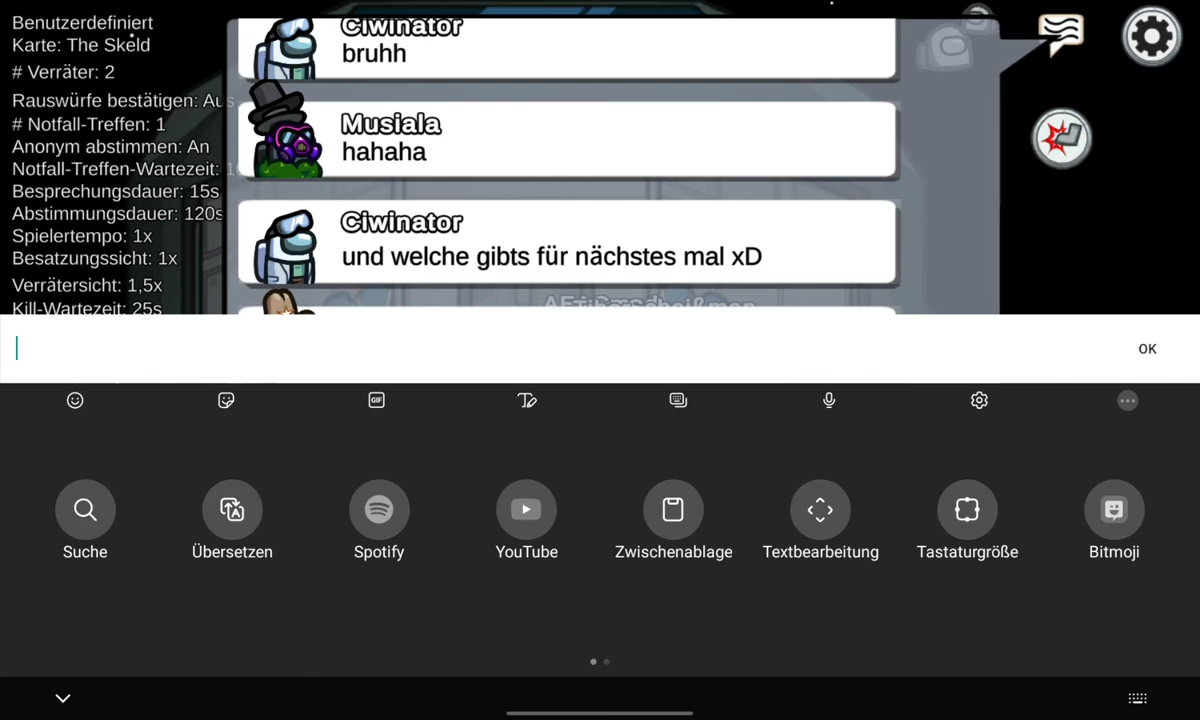 Benutzerdefiniert
Karte: The Skeld
# Verräter: 2
Rauswürfe bestätigen: Aus
# Notfall-Treffen: 1
Anonym abstimmen: An
Notfall-Treffen-Wartezeit:
Besprechungsdauer: 15s
Abstimmungsdauer: 120s
Spielertempo: 1x
Besatzungssicht: 1x
Verrätersicht: 1,5x
Kill-Wartezeit: 25s
Ciwinator
bruhh
Musiala
hahaha
Ciwinator
und welche gibts für nächstes mal xD
OK
GIF
Suche
Übersetzen
Spotify
YouTube
Zwischenablage
Textbearbeitung
Tastaturgröße
Bitmoji